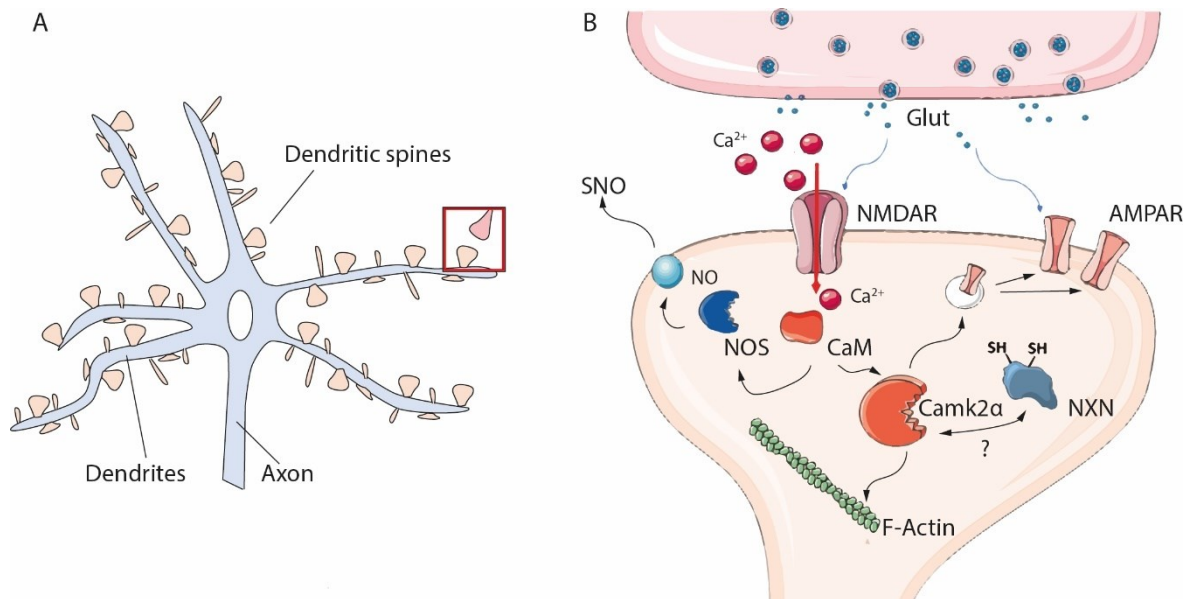 A
Dendritic spines
Dendrites
Axon
B
Glut
Ca²⁺
SNO
NMDAR
AMPAR
NO
Ca²⁺
NOS
CaM
SH
SH
Camk2α
NXN
?
F-Actin